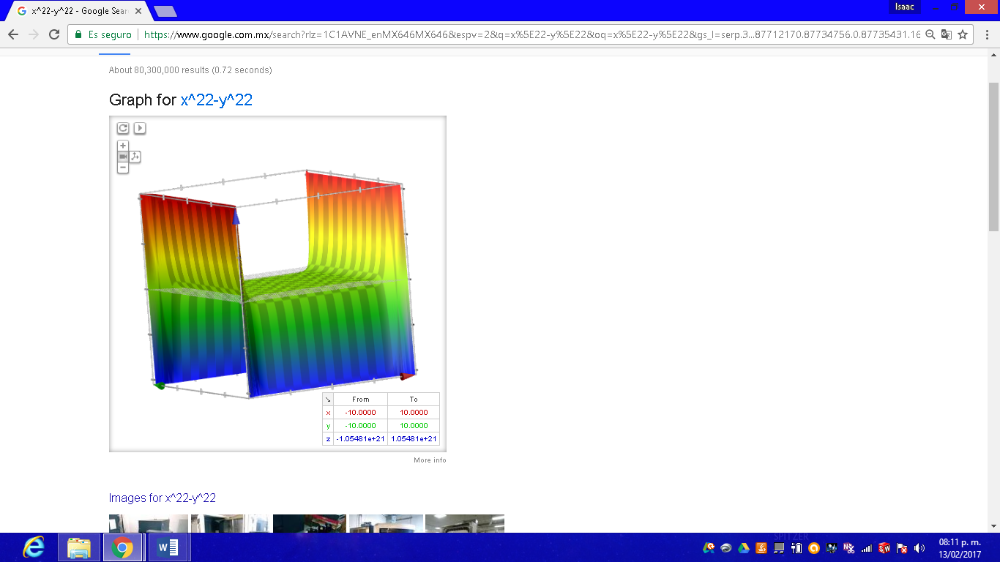 x^22-y^22 - Google Sear
Isaac
Es seguro | https://www.google.com.mx/search?rlz=1C1AVNE_enMX646MX646&espv=2&q=x%5E22-y%5E22&oq=x%5E22-y%5E22&gs_l=serp.3...87712170.87734756.0.87735431.16
About 80,300,000 results (0.72 seconds)
Graph for x^22-y^22
From To
x -10.0000 10.0000
y -10.0000 10.0000
z -1.05481e+21 1.05481e+21
More info
Images for x^22-y^22
SPITZER
08:11 p. m.
13/02/2017